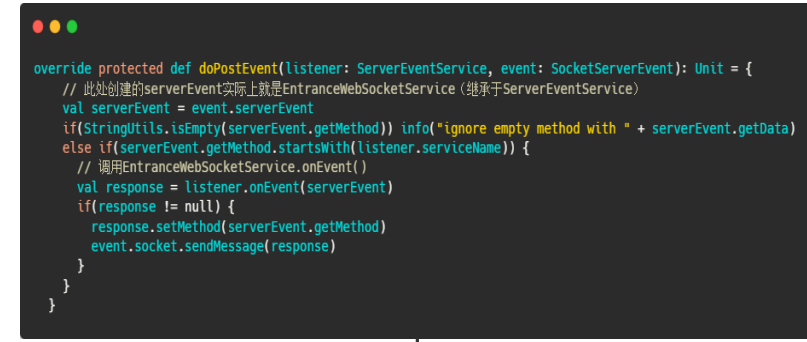 override protected def doPostEvent(listener: ServerEventService, event: SocketServerEvent): Unit = {
// 此处创建的serverEvent实际上就是EntranceWebSocketService（继承于ServerEventService）
val serverEvent = event.serverEvent
if(StringUtils.isEmpty(serverEvent.getMethod)) info("ignore empty method with " + serverEvent.getData)
else if(serverEvent.getMethod.startsWith(listener.serviceName)) {
// 调用EntranceWebSocketService.onEvent()
val response = listener.onEvent(serverEvent)
if(response != null) {
response.setMethod(serverEvent.getMethod)
event.socket.sendMessage(response)
}
}
}